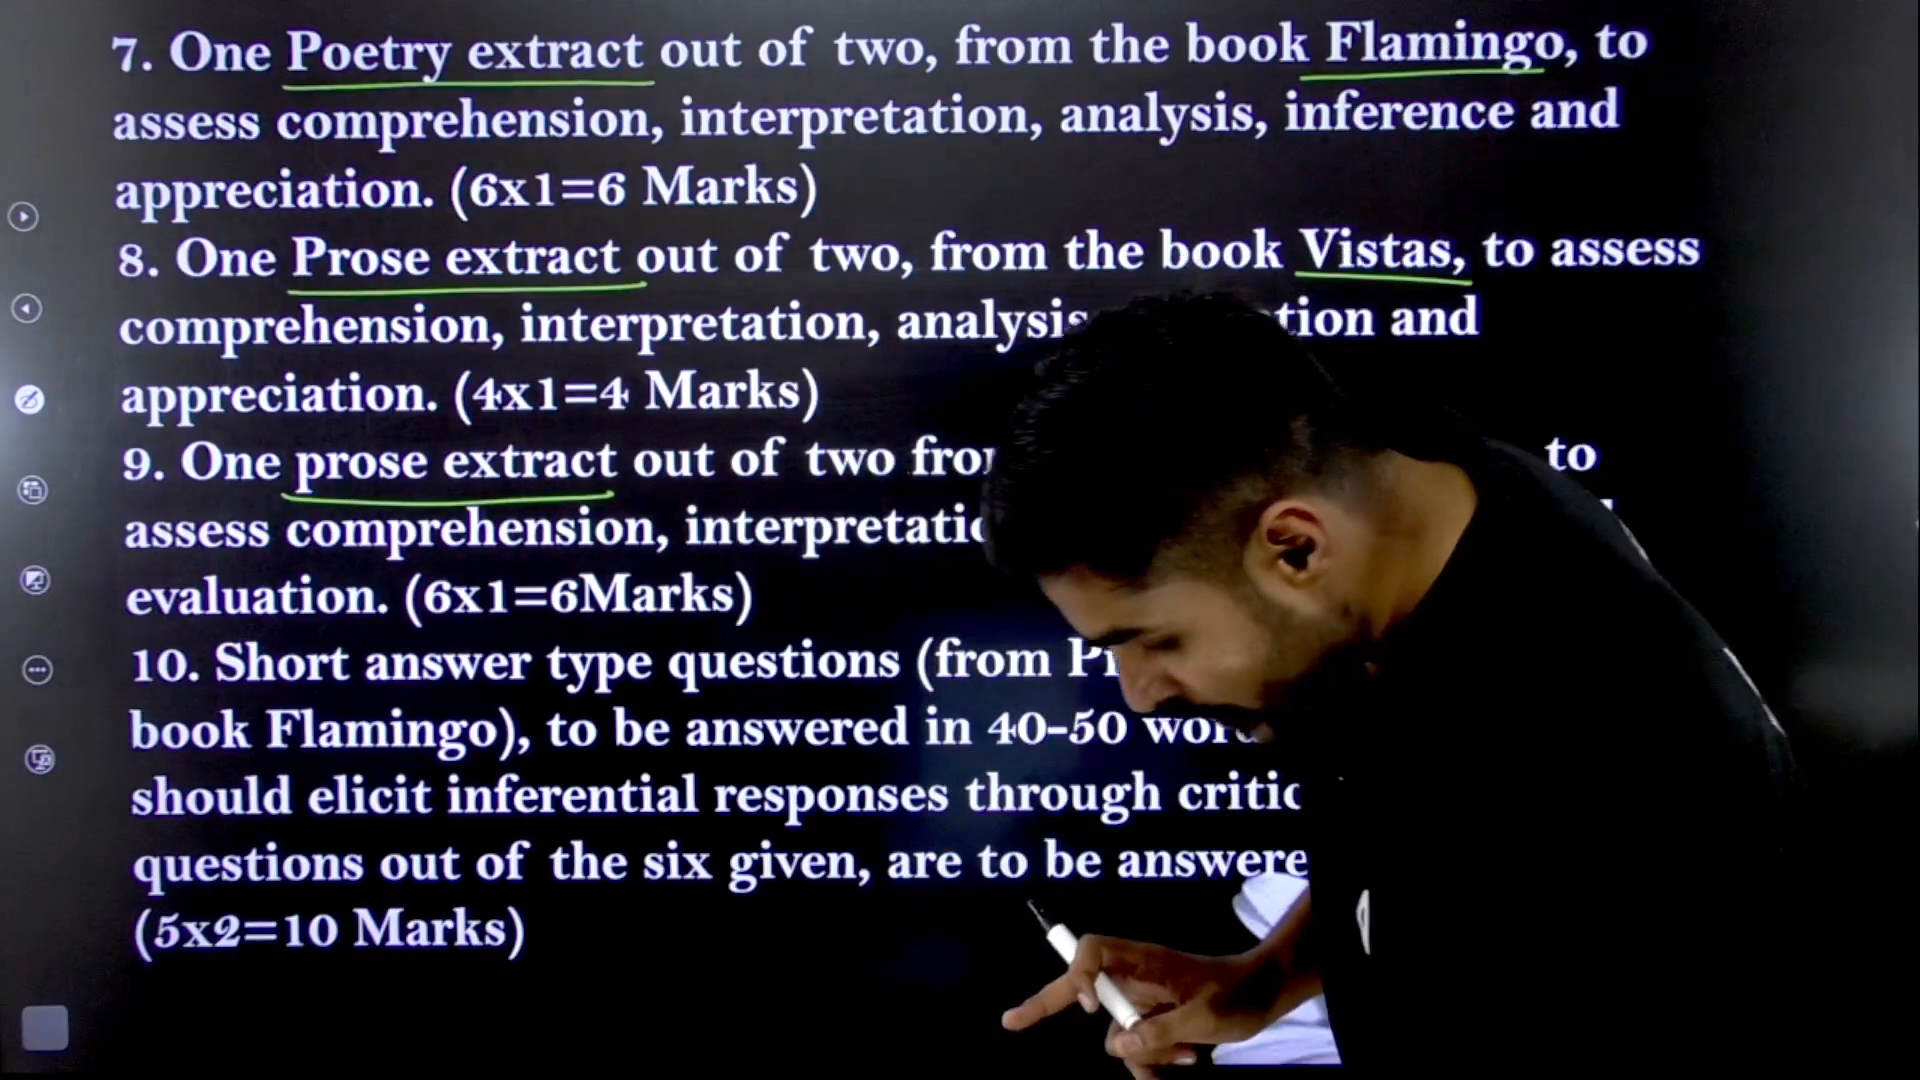 7. One Poetry extract out of two, from the book Flamingo, to
assess comprehension, interpretation, analysis, inference and
appreciation. (6x1=6 Marks)
8. One Prose extract out of two, from the book Vistas, to assess
comprehension, interpretation, analysis and
appreciation. (4x1=4 Marks)
9. One prose extract out of two to
assess comprehension,
evaluation. (6x1=6Marks)
10. Short answer type questions (from
book Flamingo), to be answered in 40-50
should elicit inferential responses through
questions out of the six given, are to be
(5x2=10 Marks)